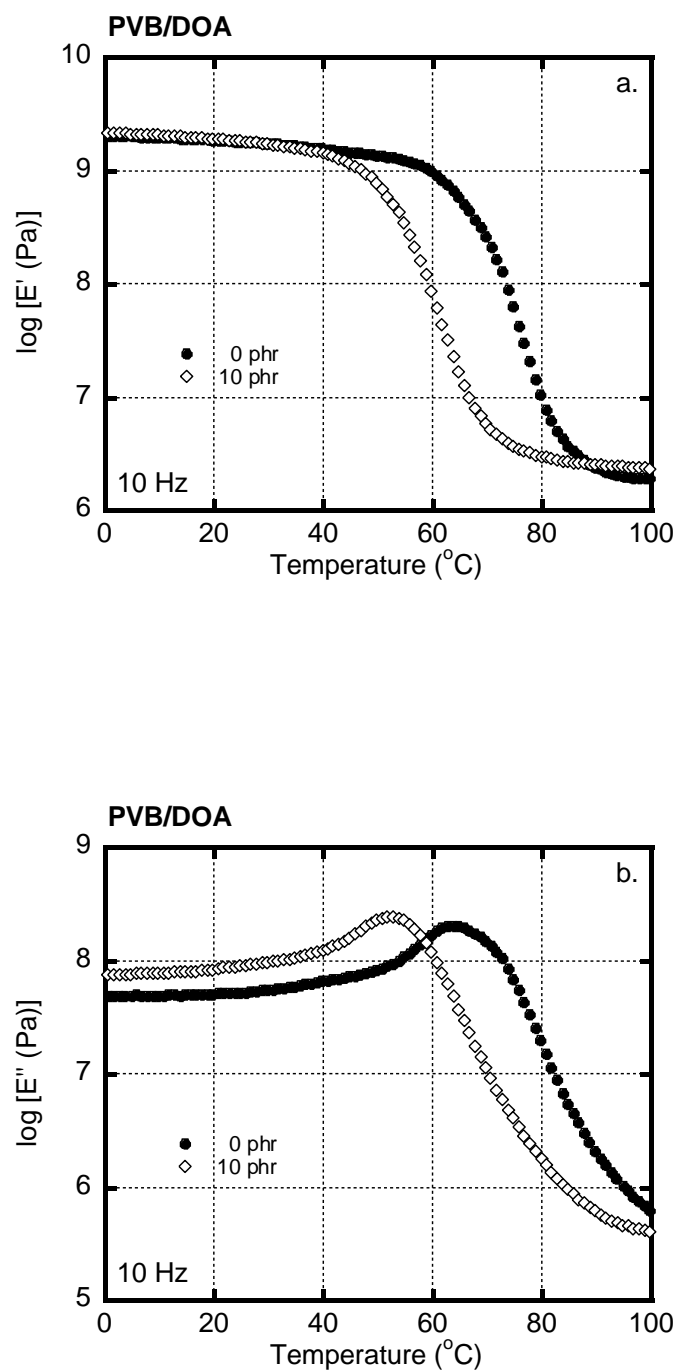 PVB/DOA
10
a.
9
log [E' (Pa)]
8
0 phr
10 phr
7
10 Hz
6
0 20 40 60 80 100
Temperature (°C)
PVB/DOA
9
b.
8
log [E" (Pa)]
7
0 phr
10 phr
6
10 Hz
5
0 20 40 60 80 100
Temperature (°C)